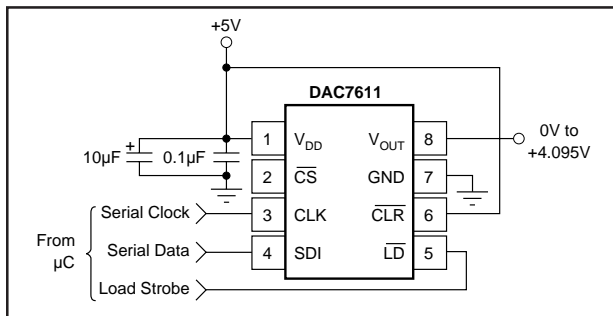 +5V
DAC7611
10µF
+
0.1µF
1 VDD
VOUT 8
0V to
+4.095V
2 CS
GND 7
Serial Clock
3 CLK
CLR 6
From
µC
Serial Data
4 SDI
LD 5
Load Strobe